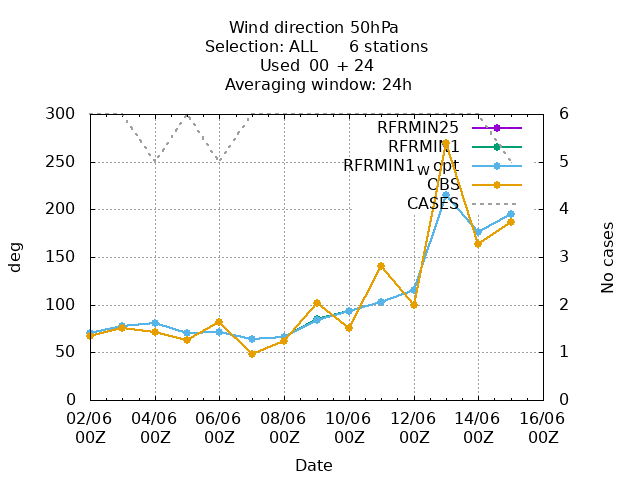 Wind direction 50hPa
Selection: ALL 6 stations
Used 00 + 24
Averaging window: 24h
300 6
RFRMIN25
RFRMIN1
250 5
RFRMIN1w opt
OBS
CASES
200 4
150 3
100 2
50 1
0 0
deg
No cases
02/06 04/06 06/06 08/06 10/06 12/06 14/06 16/06
00Z 00Z 00Z 00Z 00Z 00Z 00Z 00Z
Date